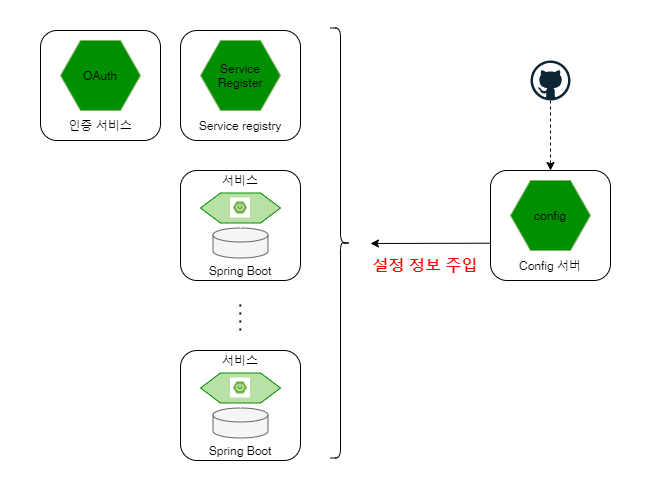 OAuth
인증 서비스
Service
Register
Service registry
서비스
Spring Boot
서비스
Spring Boot
설정 정보 주입
config
Config 서버